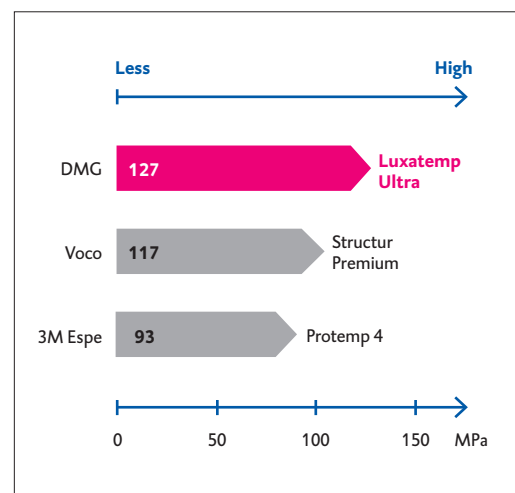 Less High
DMG 127 Luxatemp
Ultra
Voco 117 Structur
Premium
3M Espe 93 Protemp 4
0 50 100 150 MPa